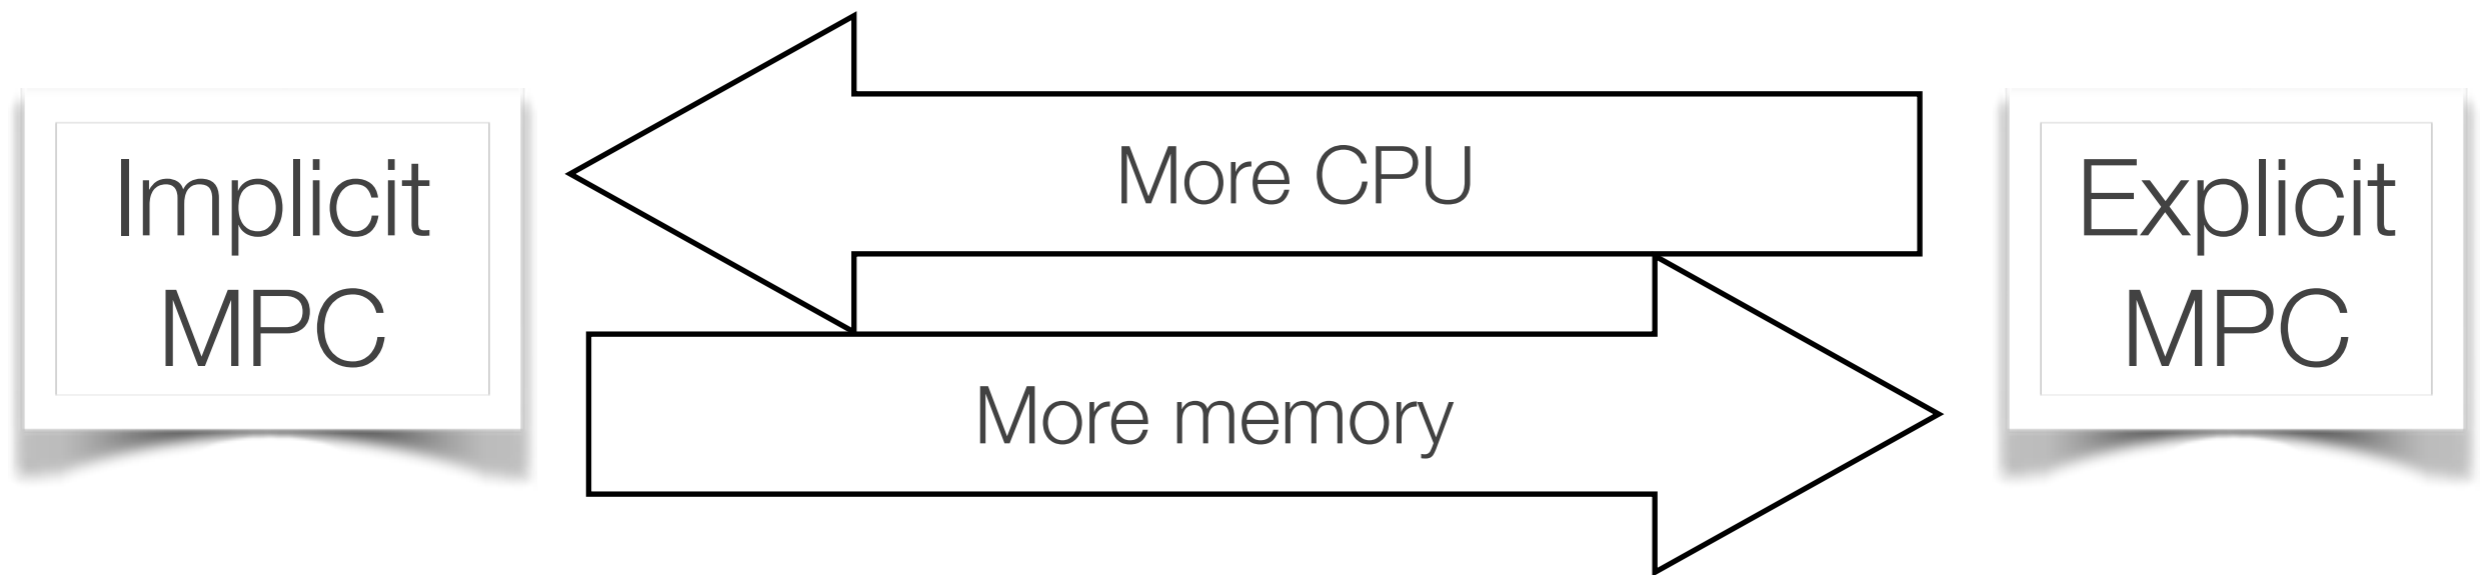 Implicit
MPC
More CPU
More memory
Explicit
MPC